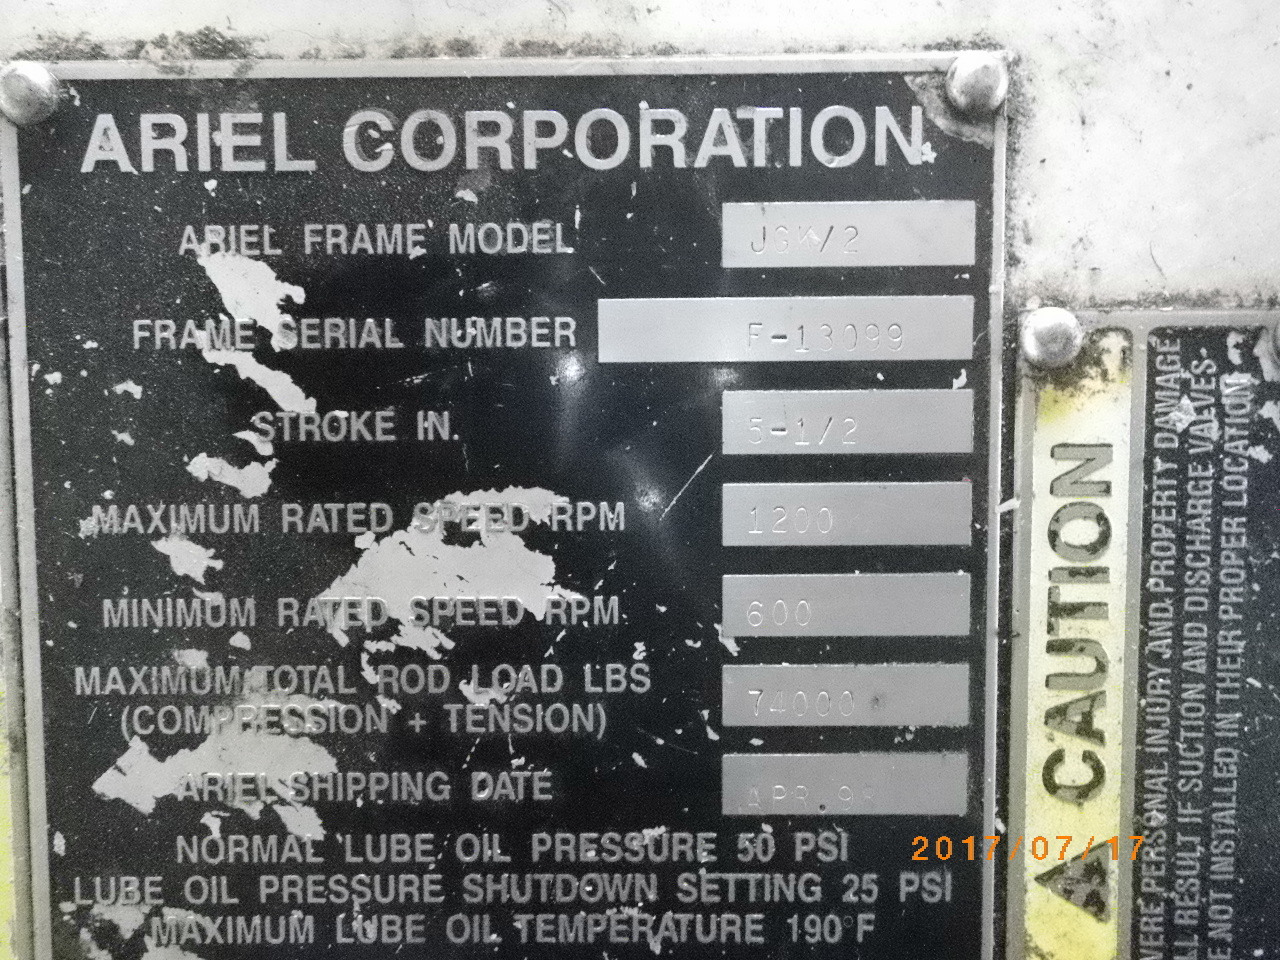 ARIEL CORPORATION
ARIEL FRAME MODEL JGK/2
FRAME SERIAL NUMBER F-13099
STROKE IN. 5-1/2
MAXIMUM RATED SPEED RPM 1200
MINIMUM RATED SPEED RPM 600
MAXIMUM TOTAL ROD LOAD LBS
(COMPRESSION + TENSION) 74000
ARIEL SHIPPING DATE APR.
NORMAL LUBE OIL PRESSURE 50 PSI
LUBE OIL PRESSURE SHUTDOWN SETTING 25 PSI
MAXIMUM LUBE OIL TEMPERATURE 190°F
CAUTION
PERSONAL INJURY AND PROPERTY DAMAGE
RESULT IF SUCTION AND DISCHARGE VALVES
NOT INSTALLED IN THEIR PROPER LOCATION
2017/07/17